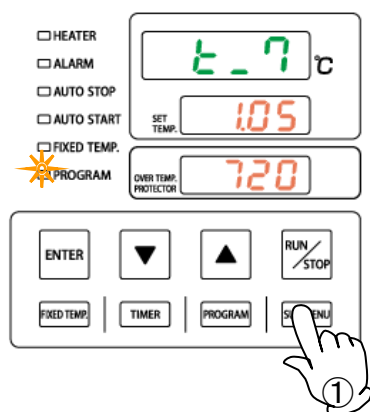 HEATER
ALARM
AUTO STOP
AUTO START
FIXED TEMP.
PROGRAM
t_7 °C
SET TEMP. 1.05
OVER TEMP. PROTECTOR 720
ENTER ▼ ▲ RUN/STOP
FIXED TEMP. TIMER PROGRAM
①